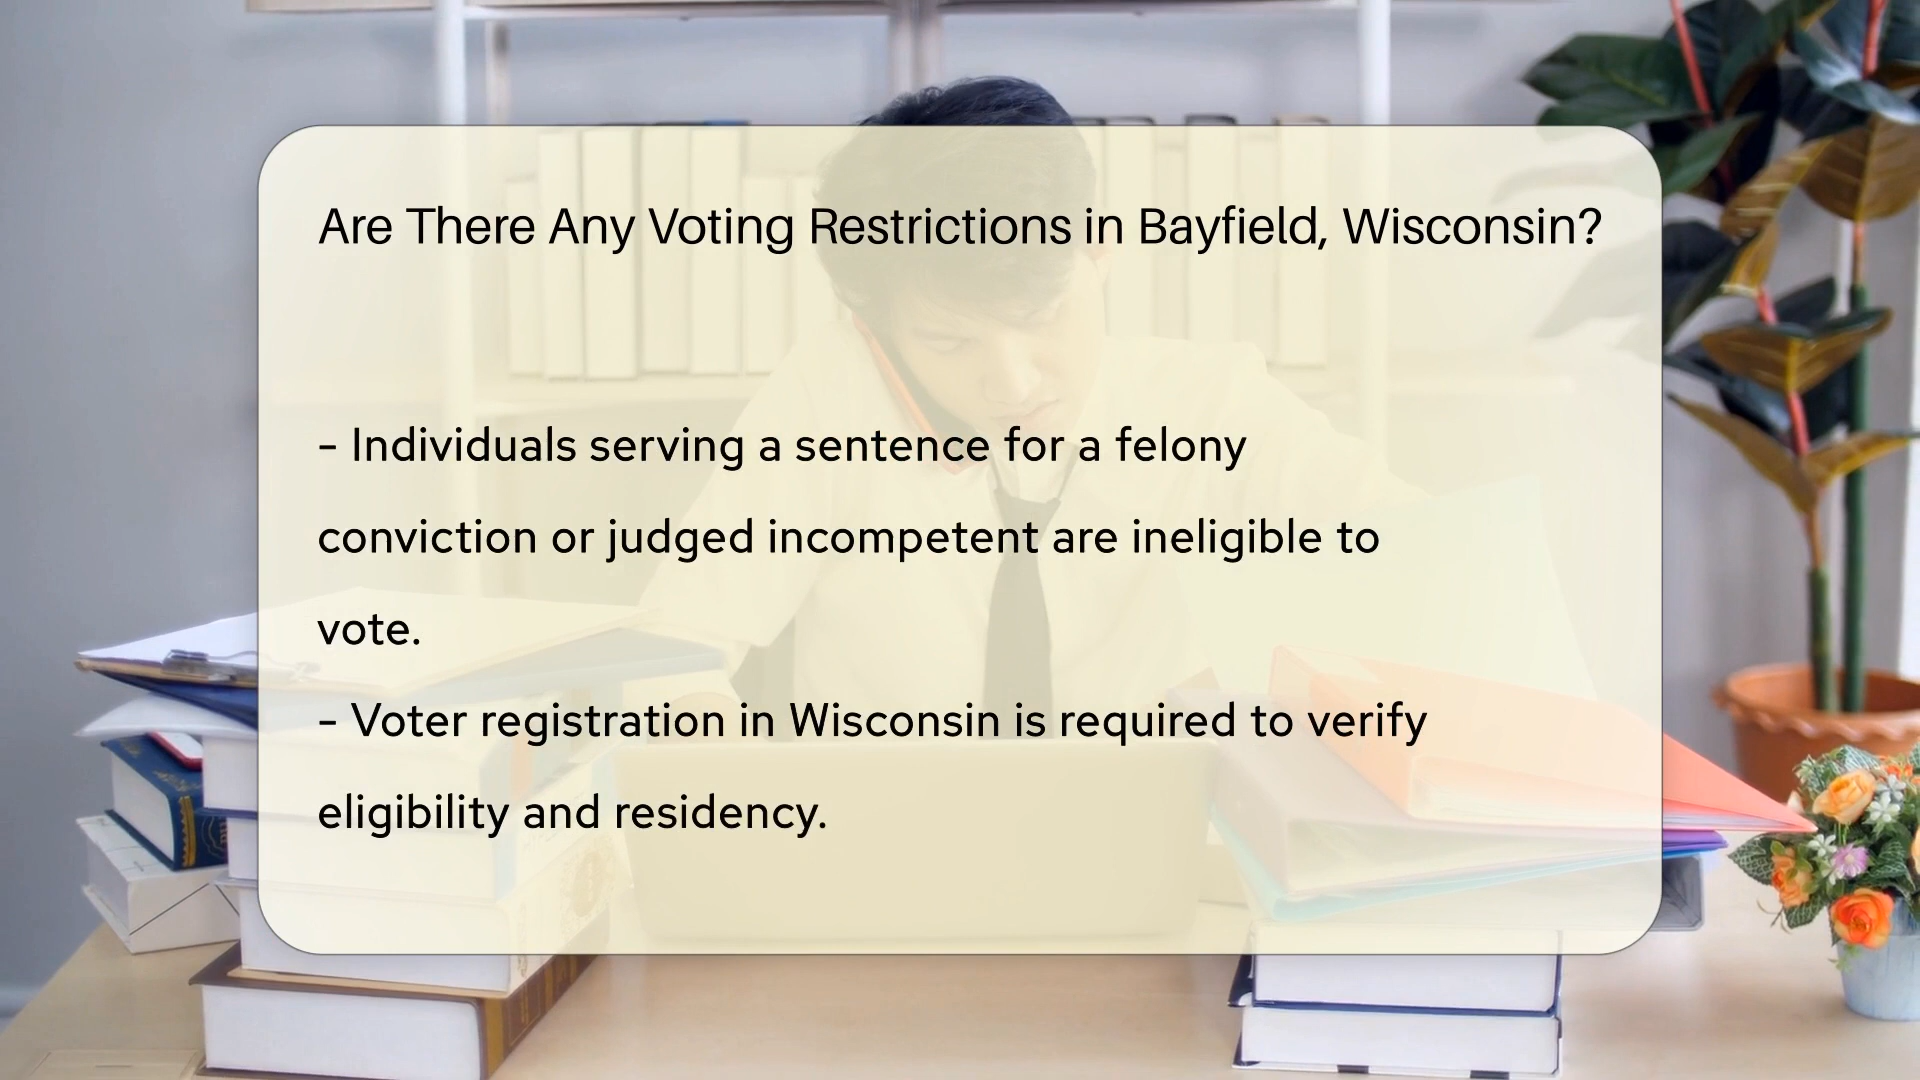 Are There Any Voting Restrictions in Bayfield, Wisconsin?
- Individuals serving a sentence for a felony
conviction or judged incompetent are ineligible to
vote.
- Voter registration in Wisconsin is required to verify
eligibility and residency.